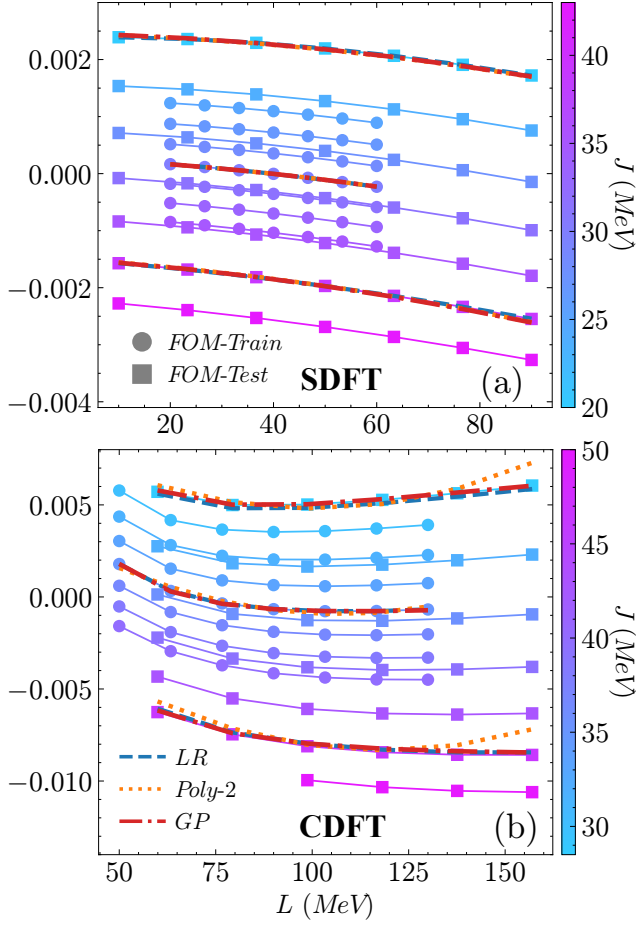 0.002
0.000
−0.002
−0.004
FOM-Train
FOM-Test
SDFT
(a)
20
40
60
80
40
35
30
25
20
J (MeV)
0.005
0.000
−0.005
−0.010
LR
Poly-2
GP
CDFT
(b)
50
75
100
125
150
L (MeV)
50
45
40
35
30
J (MeV)